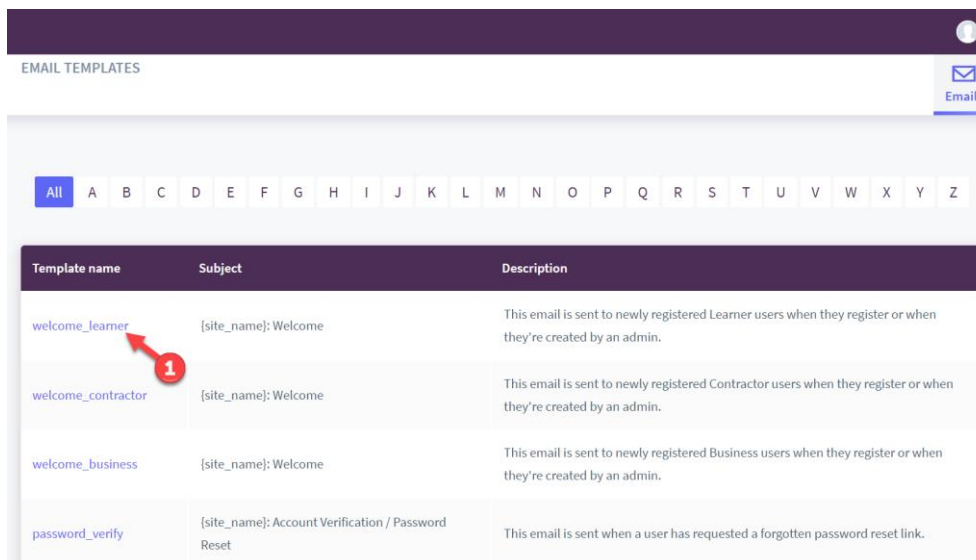 EMAIL TEMPLATES
Email
All A B C D E F G H I J K L M N O P Q R S T U V W X Y Z
Template name Subject Description
welcome_learner {site_name}: Welcome This email is sent to newly registered Learner users when they register or when
they're created by an admin.
1
welcome_contractor {site_name}: Welcome This email is sent to newly registered Contractor users when they register or when
they're created by an admin.
welcome_business {site_name}: Welcome This email is sent to newly registered Business users when they register or when
they're created by an admin.
password_verify {site_name}: Account Verification / Password
Reset This email is sent when a user has requested a forgotten password reset link.